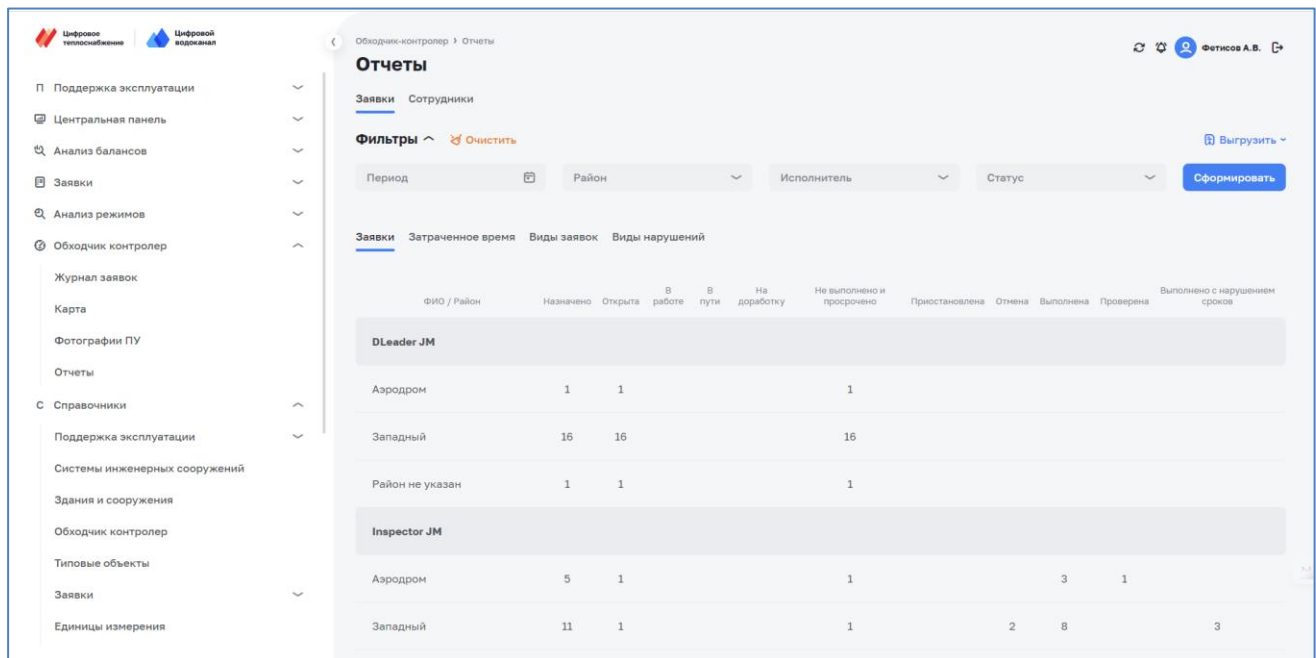 Цифровое
теплоснабжение
Цифровой
водоканал
П Поддержка эксплуатации
Центральная панель
Анализ балансов
Заявки
Анализ режимов
Обходчик контролер
Журнал заявок
Карта
Фотографии ПУ
Отчеты
С Справочники
Поддержка эксплуатации
Системы инженерных сооружений
Здания и сооружения
Обходчик контролер
Типовые объекты
Заявки
Единицы измерения
Обходчик-контролер › Отчеты
Фетисов А.В.
Отчеты
Заявки Сотрудники
Фильтры Очистить Выгрузить
Период Район Исполнитель Статус Сформировать
Заявки Затраченное время Виды заявок Виды нарушений
ФИО / Район Назначено Открыта В работе В пути На доработку Не выполнено и просрочено Приостановлена Отмена Выполнена Проверена Выполнено с нарушением сроков
DLeader JM
Аэродром 1 1 1
Западный 16 16 16
Район не указан 1 1 1
Inspector JM
Аэродром 5 1 1 3 1
Западный 11 1 1 2 8 3